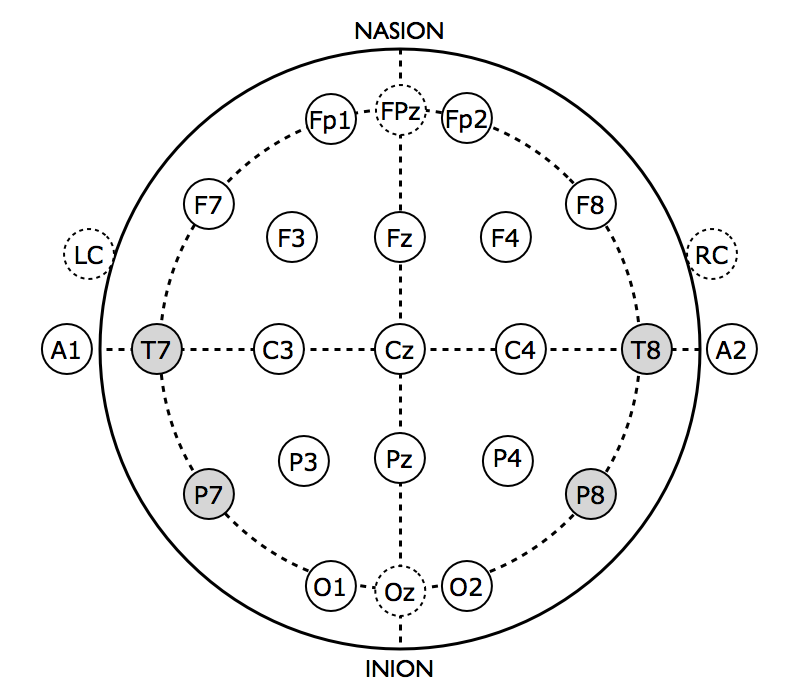 NASION
Fp1 FPz Fp2
F7 F8
F3 Fz F4
LC RC
A1 T7 C3 Cz C4 T8 A2
P3 Pz P4
P7 P8
O1 Oz O2
INION